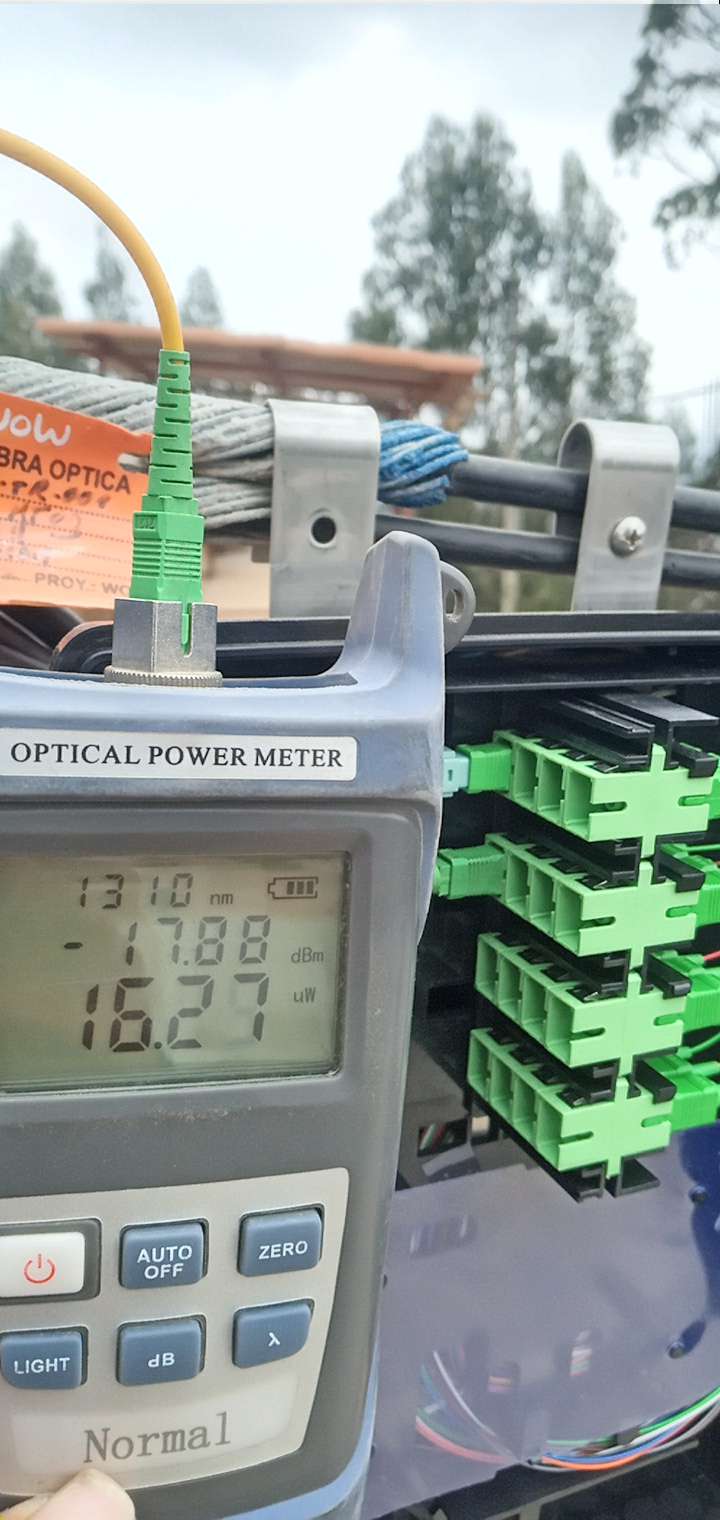 WOW
BRA OPTICA
PROY.- WO
OPTICAL POWER METER
1310 nm
-17.88 dBm
16.27 uW
AUTO OFF
ZERO
LIGHT
dB
λ
Normal